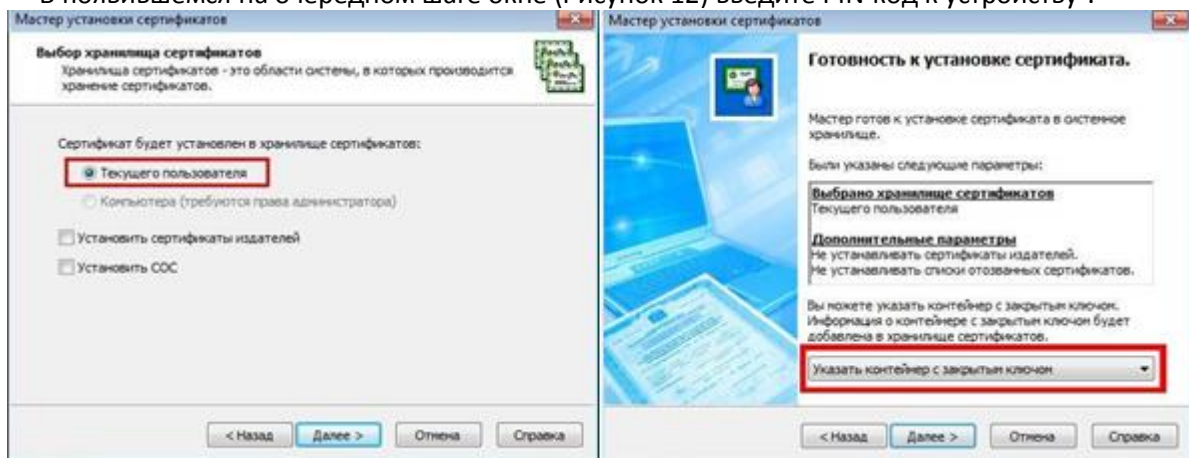 В появившемся на очередном шаге окне (Рисунок 12) введите PIN-код к устройству .
Мастер установки сертификатов
Выбор хранилища сертификатов
Хранилища сертификатов - это области системы, в которых производится
хранение сертификатов.
Сертификат будет установлен в хранилище сертификатов:
Текущего пользователя
Компьютера (требуются права администратора)
Установить сертификаты издателей
Установить СОС
< Назад
Далее >
Отмена
Справка
Мастер установки сертификатов
Готовность к установке сертификата.
Мастер готов к установке сертификата в системное
хранилище.
Были указаны следующие параметры:
Выбрано хранилище сертификатов
Текущего пользователя
Дополнительные параметры
Не устанавливать сертификаты издателей.
Не устанавливать списки отозванных сертификатов.
Вы можете указать контейнер с закрытым ключом.
Информация о контейнере с закрытым ключом будет
добавлена в хранилище сертификатов.
Указать контейнер с закрытым ключом
< Назад
Далее >
Отмена
Справка